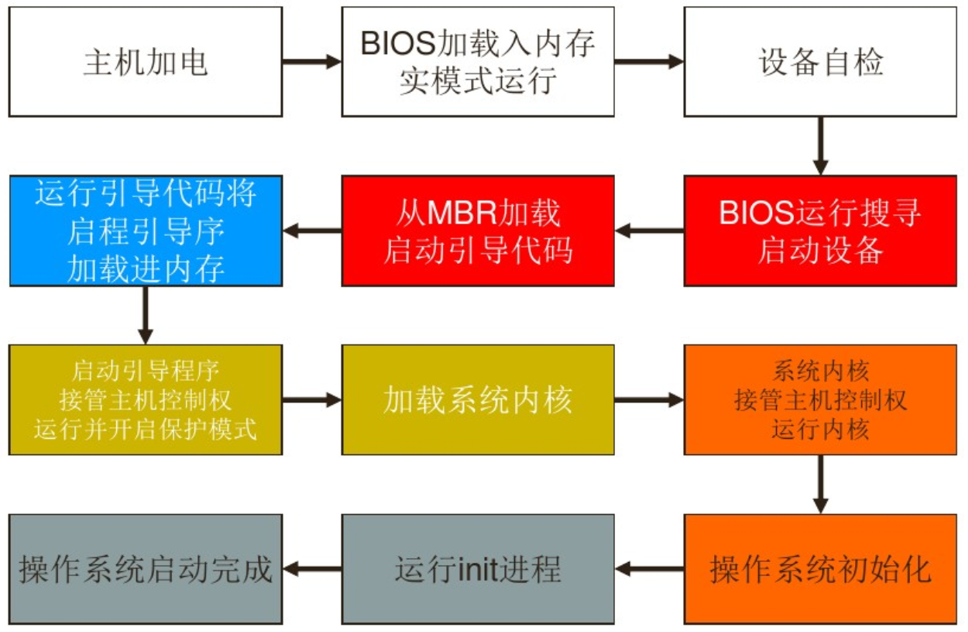 主机加电
BIOS加载入内存
实模式运行
设备自检
BIOS运行搜寻
启动设备
从MBR加载
启动引导代码
运行引导代码将
启程引导序
加载进内存
启动引导程序
接管主机控制权
运行并开启保护模式
加载系统内核
系统内核
接管主机控制权
运行内核
操作系统初始化
运行init进程
操作系统启动完成